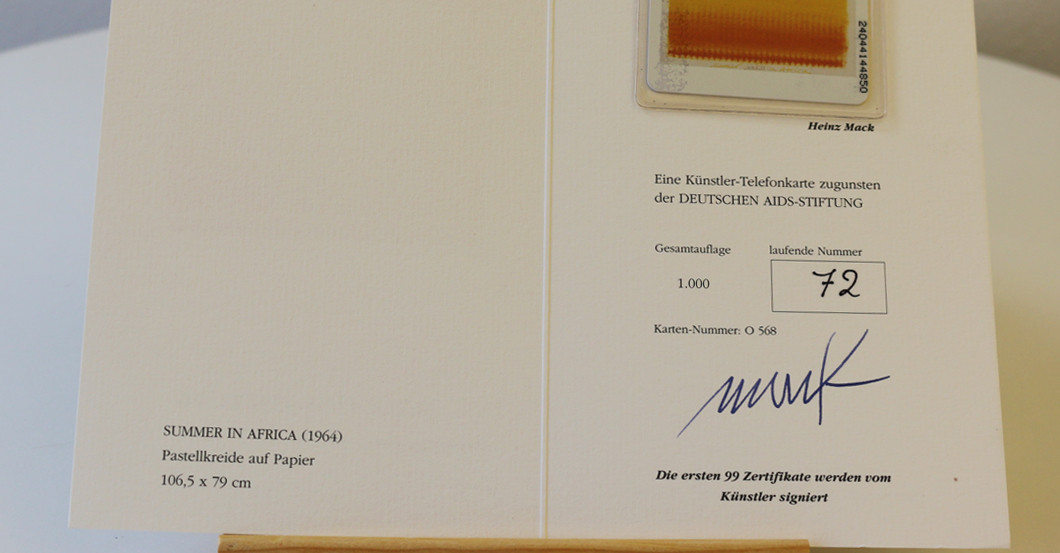 SUMMER IN AFRICA (1964)
Pastellkreide auf Papier
106,5 x 79 cm
24044144850
Heinz Mack
Eine Künstler-Telefonkarte zugunsten
der DEUTSCHEN AIDS-STIFTUNG
Gesamtauflage laufende Nummer
1.000 72
Karten-Nummer: O 568
mack
Die ersten 99 Zertifikate werden vom
Künstler signiert